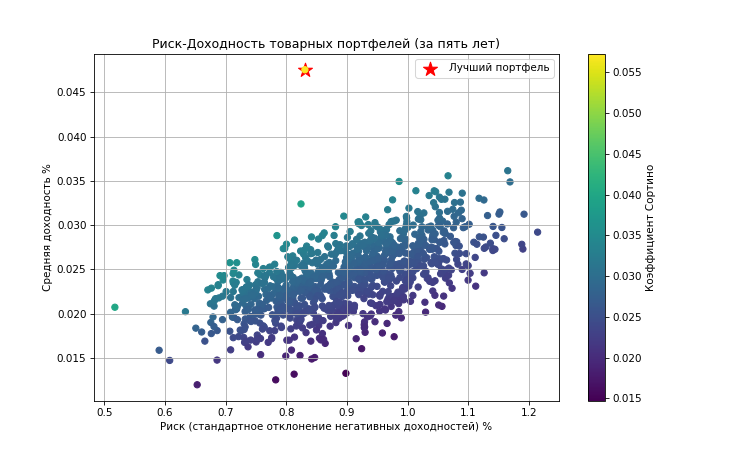 Риск-Доходность товарных портфелей (за пять лет)
Лучший портфель
Средняя доходность %
0.045
0.040
0.035
0.030
0.025
0.020
0.015
0.5 0.6 0.7 0.8 0.9 1.0 1.1 1.2
Риск (стандартное отклонение негативных доходностей) %
0.055
0.050
0.045
0.040
0.035
0.030
0.025
0.020
0.015
Коэффициент Сортино